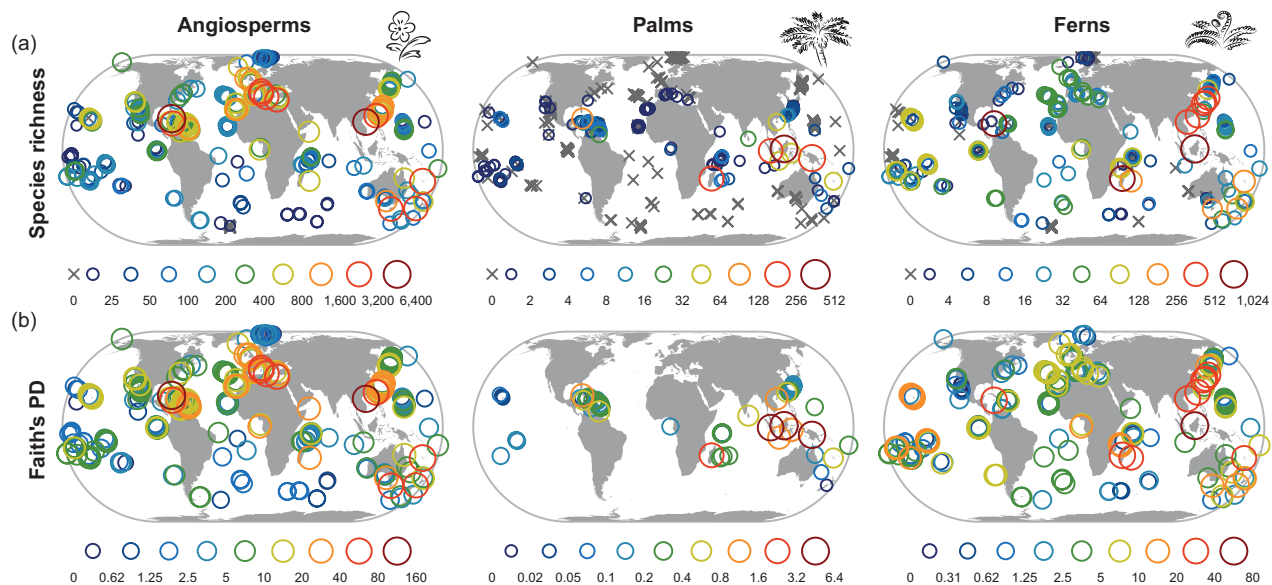 Angiosperms Palms Ferns
(a)
Species richness
0 25 50 100 200 400 800 1,600 3,200 6,400
0 2 4 8 16 32 64 128 256 512
0 4 8 16 32 64 128 256 512 1,024
(b)
Faith's PD
0 0.62 1.25 2.5 5 10 20 40 80 160
0 0.02 0.05 0.1 0.2 0.4 0.8 1.6 3.2 6.4
0 0.31 0.62 1.25 2.5 5 10 20 40 80